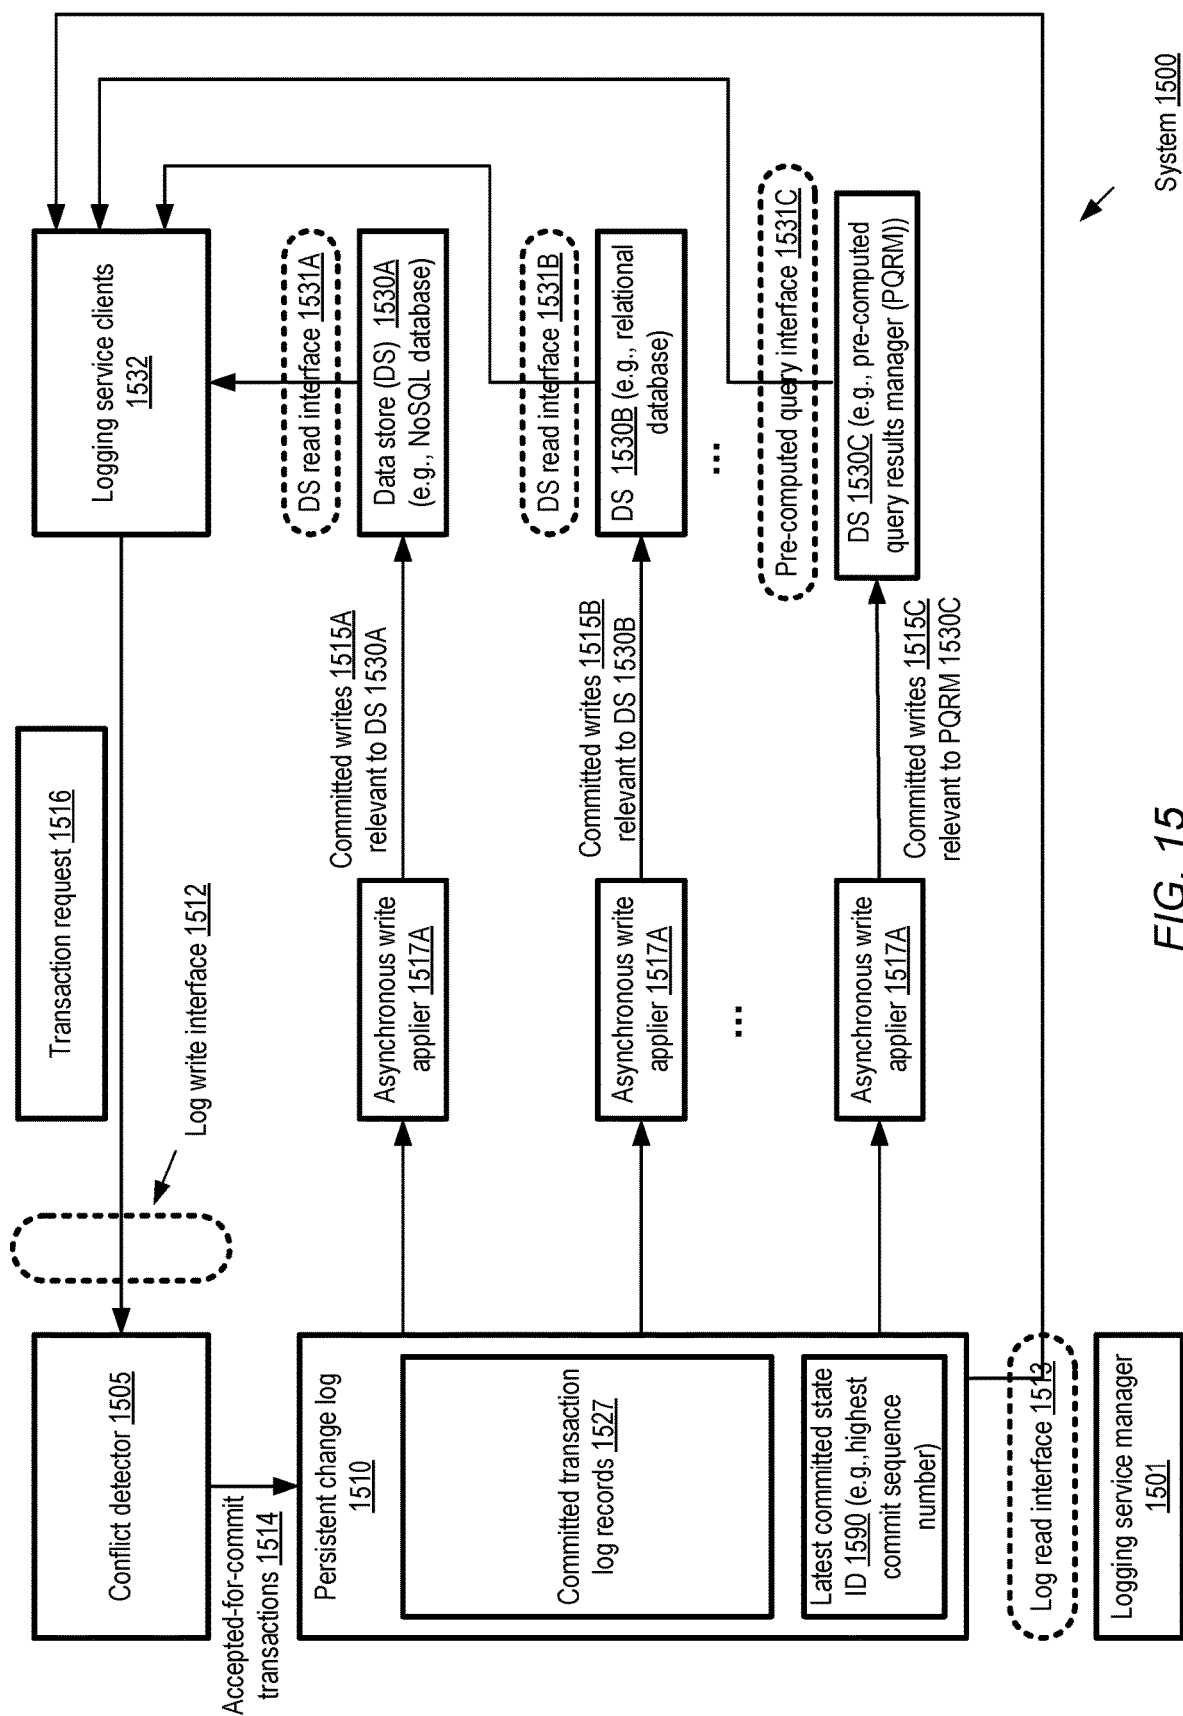 Conflict detector 1505
Log write interface 1512
Transaction request 1516
Logging service clients
1532
Accepted-for-commit
transactions 1514
Persistent change log
1510
Committed transaction
log records 1527
Latest committed state
ID 1590 (e.g.,highest
commit sequence
number)
Asynchronous write
applier 1517A
Committed writes 1515A
relevant to DS 1530A
DS read interface 1531A
Data store (DS) 1530A
(e.g., NoSQL database)
Asynchronous write
applier 1517A
Committed writes 1515B
relevant to DS 1530B
DS read interface 1531B
DS 1530B (e.g., relational
database)
...
...
Asynchronous write
applier 1517A
Committed writes 1515C
relevant to PQRM 1530C
Pre-computed query interface 1531C
DS 1530C (e.g., pre-computed
query results manager (PQRM))
Log read interface 1513
Logging service manager
1501
System 1500
FIG. 15